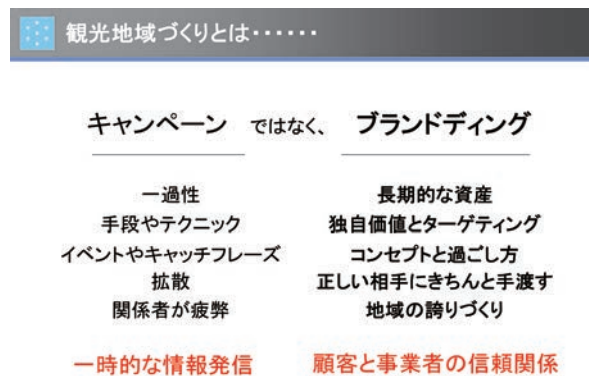 観光地域づくりとは・・・・・・
キャンペーン ではなく、 ブランドディング
一過性 長期的な資産
手段やテクニック 独自価値とターゲティング
イベントやキャッチフレーズ コンセプトと過ごし方
拡散 正しい相手にきちんと手渡す
関係者が疲弊 地域の誇りづくり
一時的な情報発信 顧客と事業者の信頼関係